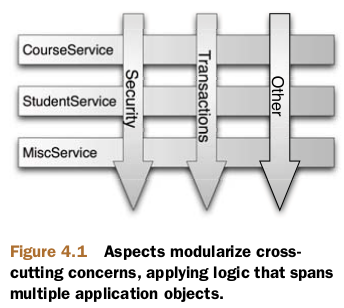 CourseService
StudentService
MiscService
Security
Transactions
Other
Figure 4.1 Aspects modularize cross-
cutting concerns, applying logic that spans
multiple application objects.